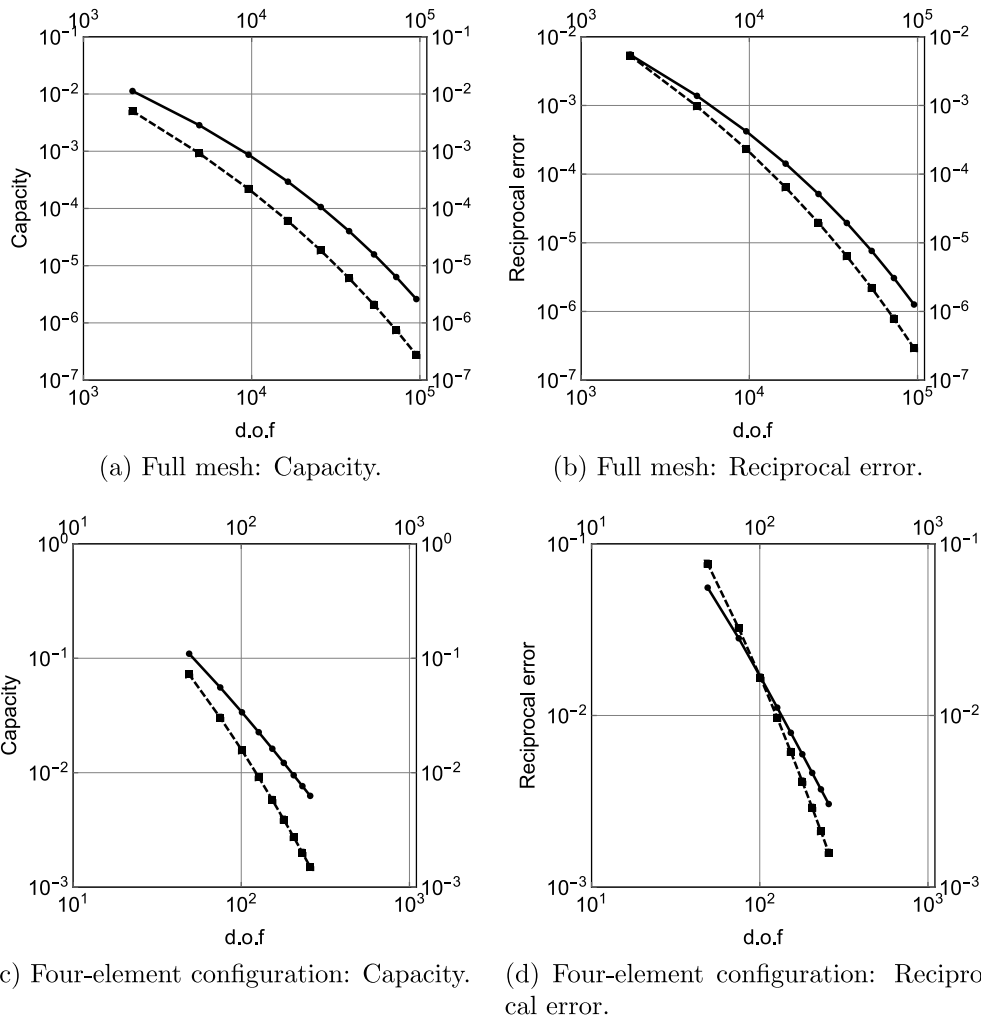 10^3 10^4 10^5
10^-1 10^-1
10^-2 10^-2
10^-3 10^-3
10^-4 10^-4
10^-5 10^-5
10^-6 10^-6
10^-7 10^-7
10^3 10^4 10^5
Capacity
d.o.f
(a) Full mesh: Capacity.
10^3 10^4 10^5
10^-2 10^-2
10^-3 10^-3
10^-4 10^-4
10^-5 10^-5
10^-6 10^-6
10^-7 10^-7
10^3 10^4 10^5
Reciprocal error
d.o.f
(b) Full mesh: Reciprocal error.
10^1 10^2 10^3
10^0 10^0
10^-1 10^-1
10^-2 10^-2
10^-3 10^-3
10^1 10^2 10^3
Capacity
d.o.f
c) Four-element configuration: Capacity.
10^1 10^2 10^3
10^-1 10^-1
10^-2 10^-2
10^-3 10^-3
10^1 10^2 10^3
Reciprocal error
d.o.f
(d) Four-element configuration: Recipro
cal error.